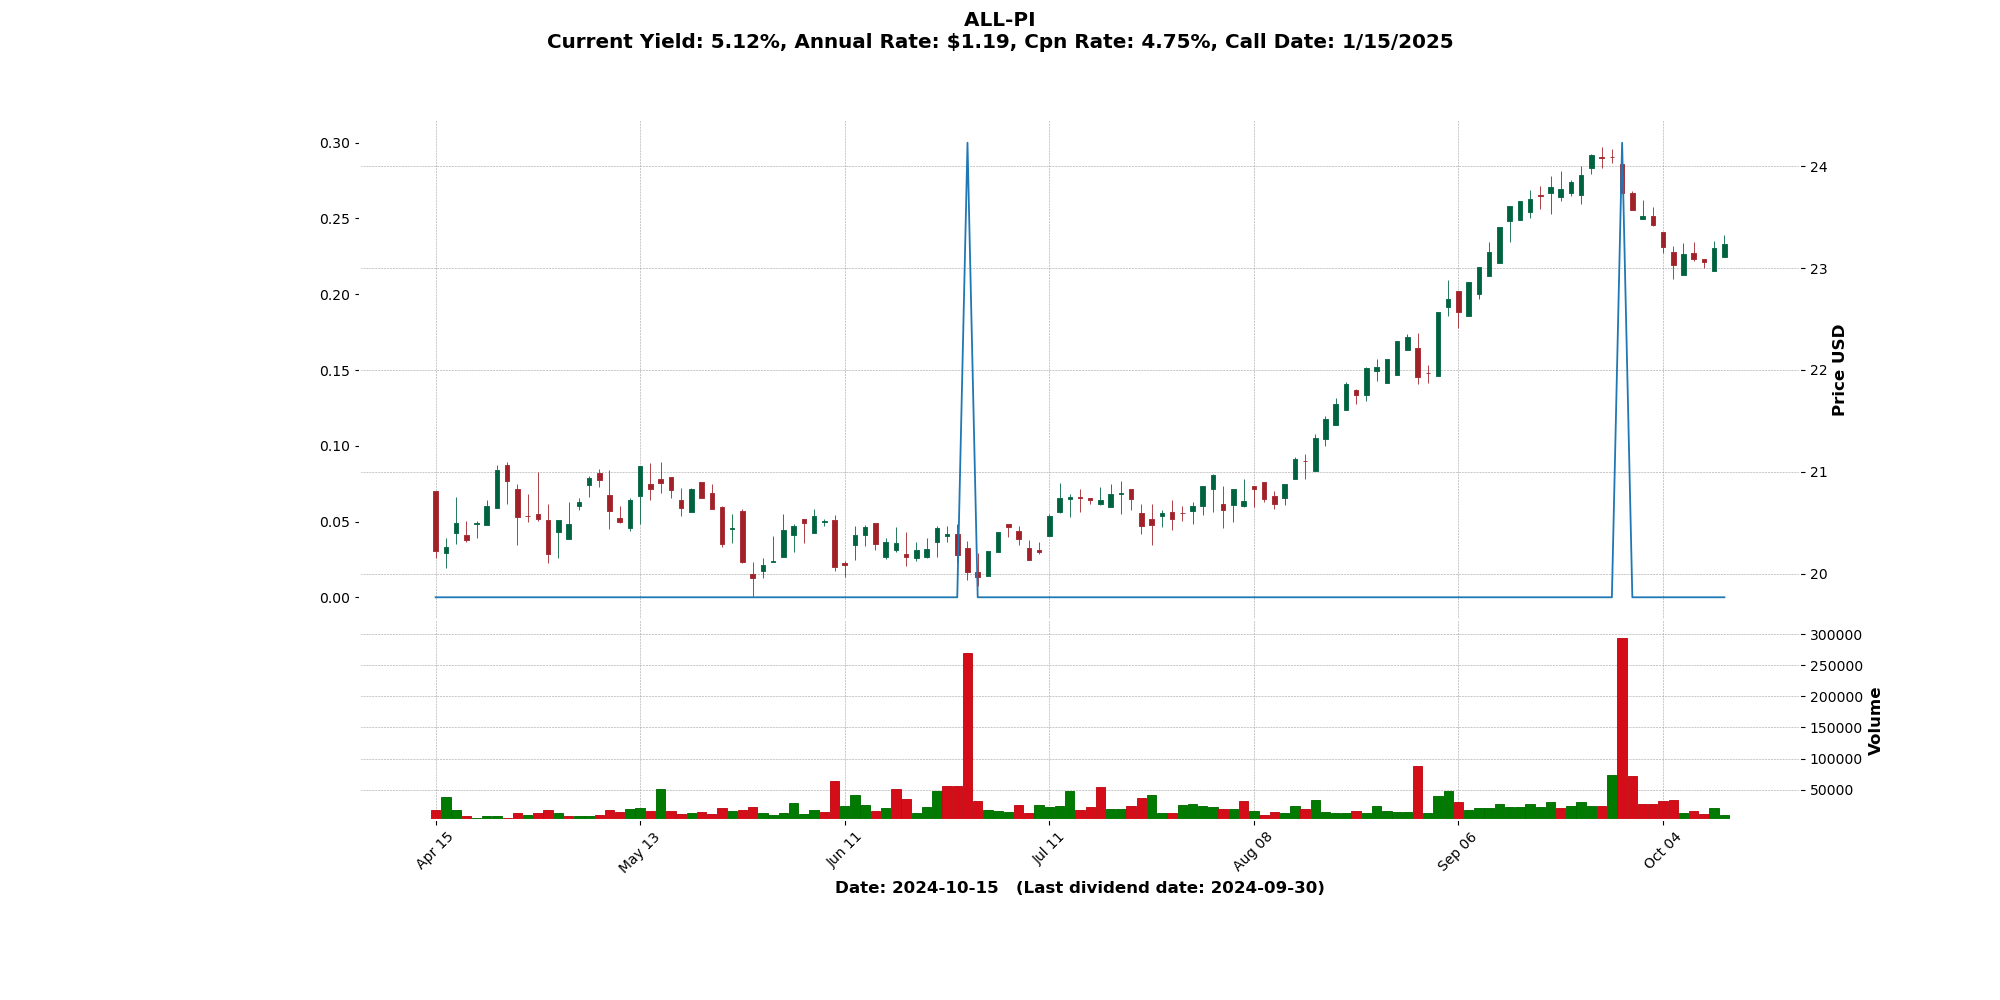 ALL-PI
Current Yield: 5.12%, Annual Rate: $1.19, Cpn Rate: 4.75%, Call Date: 1/15/2025
0.30
0.25
0.20
0.15
0.10
0.05
0.00
24
23
22
21
20
Price USD
300000
250000
200000
150000
100000
50000
Volume
Apr 15
May 13
Jun 11
Jul 11
Aug 08
Sep 06
Oct 04
Date: 2024-10-15 (Last dividend date: 2024-09-30)